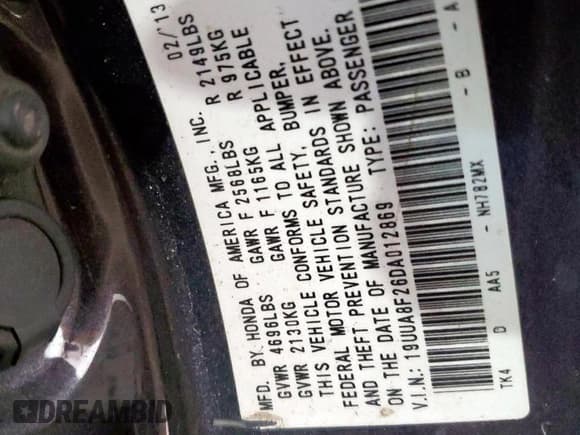 MFD. BY HONDA OF AMERICA MFG., INC. 02/'13
GVWR 4696LBS GAWR F 2568LBS R 2149LBS
GVWR 2130KG GAWR F 1165KG R 975KG
THIS VEHICLE CONFORMS TO ALL APPLICABLE
FEDERAL MOTOR VEHICLE SAFETY, BUMPER,
AND THEFT PREVENTION STANDARDS IN EFFECT
ON THE DATE OF MANUFACTURE SHOWN ABOVE.
V.I.N.: 19UUA8F26DA012869 TYPE: PASSENGER
TK4 D AA5 - NH782MX - B - A
DREAMBID